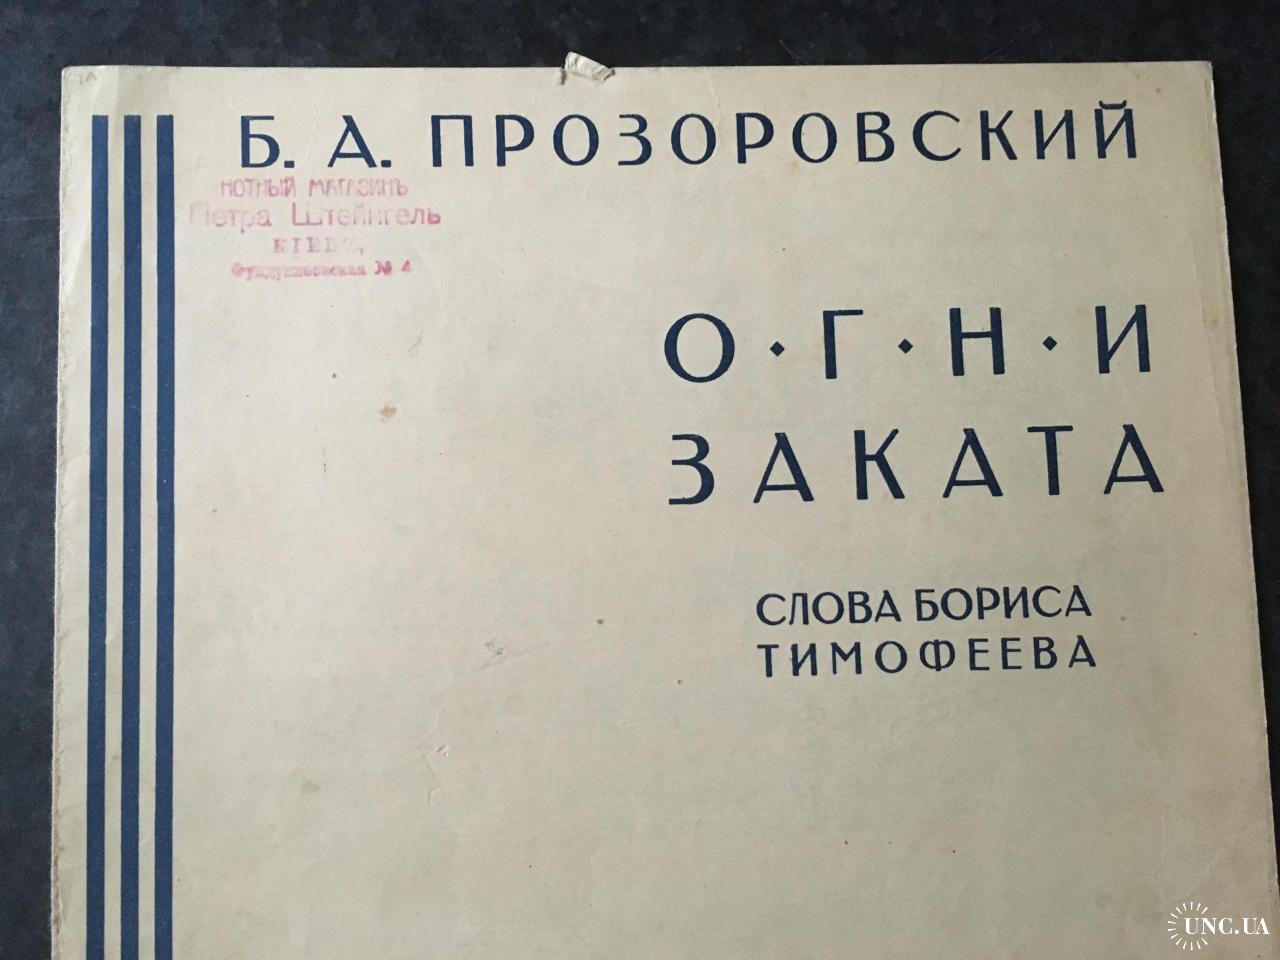 Б. А. ПРОЗОРОВСКИЙ
НОТНЫЙ МАГАЗИНЪ
Петра Штейнгель
КІЕВЪ,
Фундуклеевская № 4
О·Г·Н·И
ЗАКАТА
СЛОВА БОРИСА
ТИМОФЕЕВА
UNC.UA